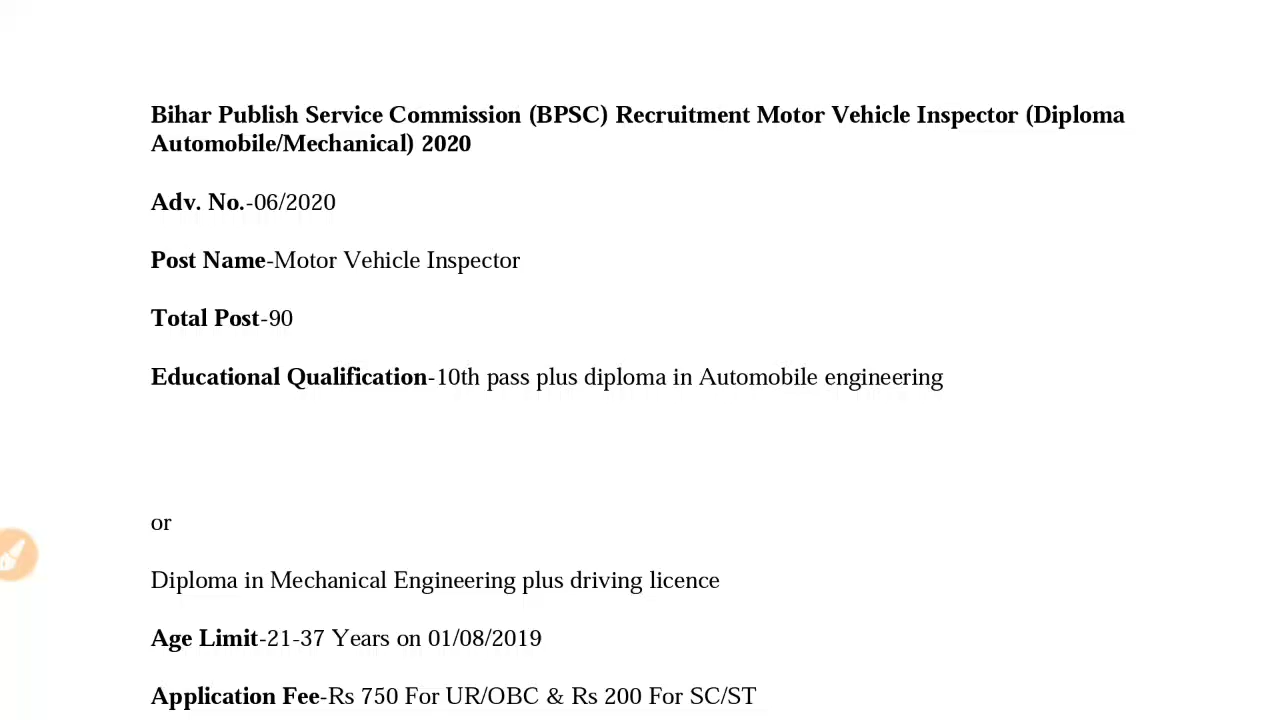 Bihar Publish Service Commission (BPSC) Recruitment Motor Vehicle Inspector (Diploma
Automobile/Mechanical) 2020
Adv. No.-06/2020
Post Name-Motor Vehicle Inspector
Total Post-90
Educational Qualification-10th pass plus diploma in Automobile engineering
or
Diploma in Mechanical Engineering plus driving licence
Age Limit-21-37 Years on 01/08/2019
Application Fee-Rs 750 For UR/OBC & Rs 200 For SC/ST